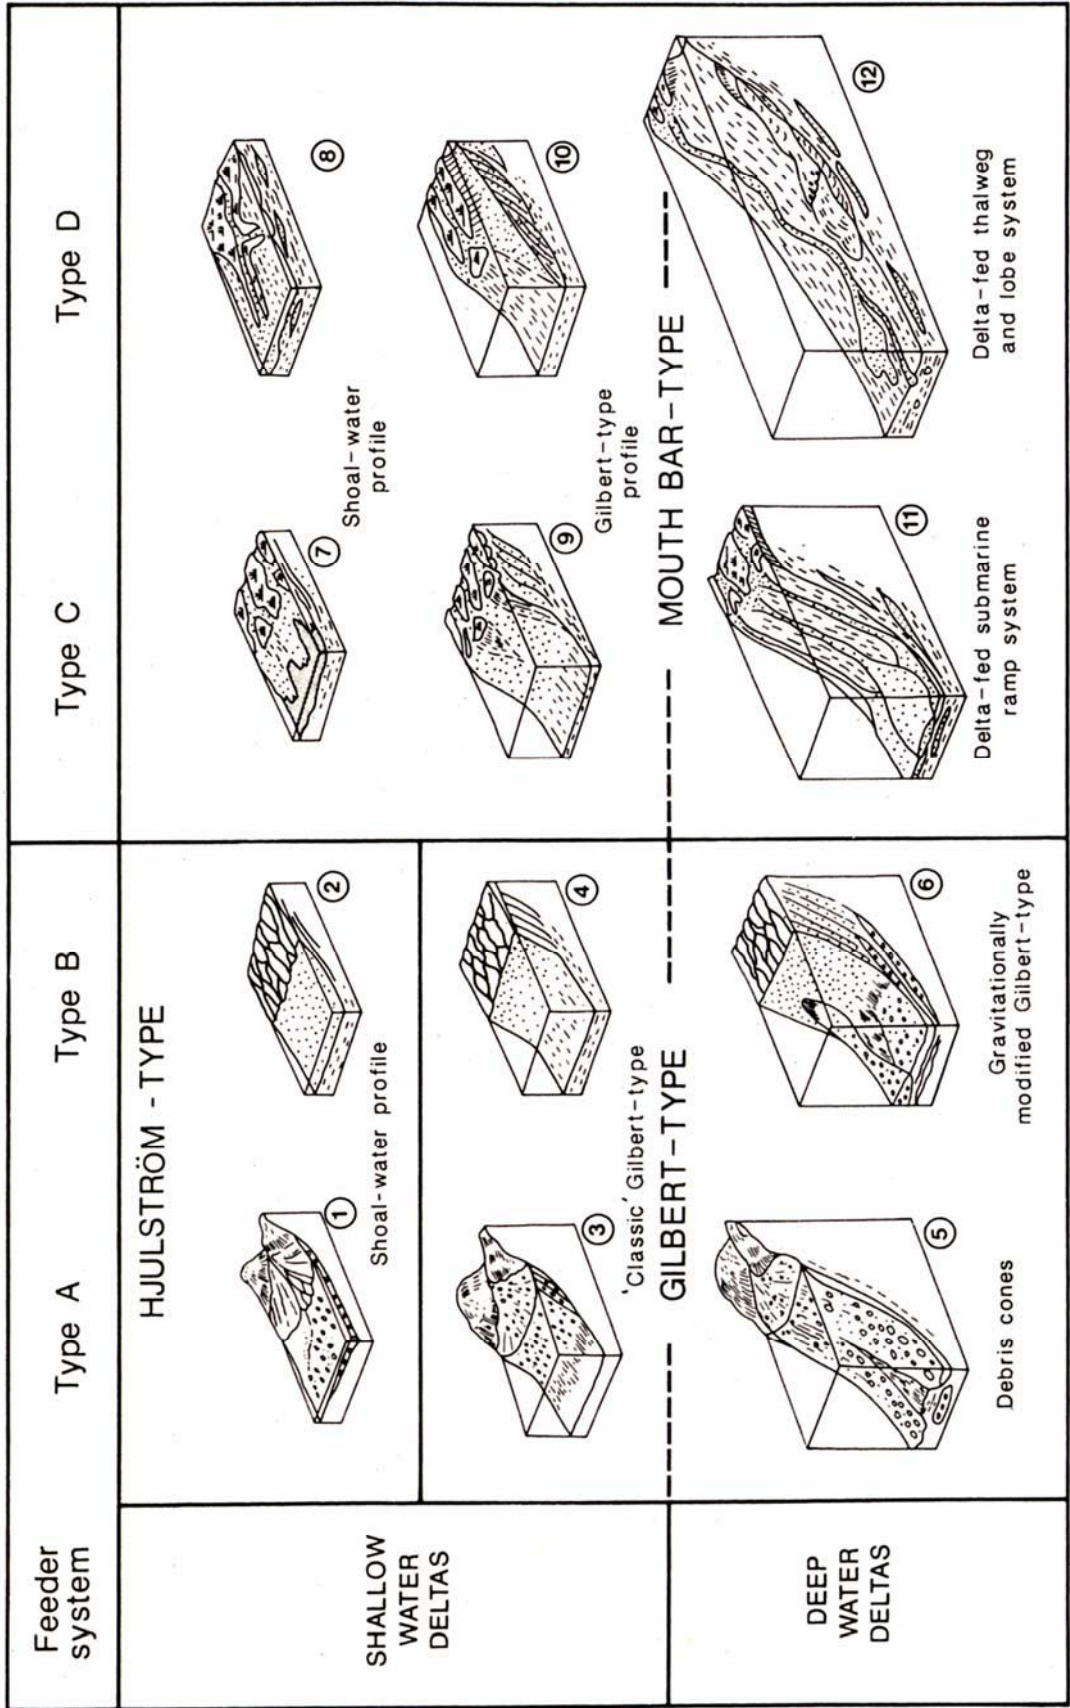 Feeder
system
Type A
Type B
Type C
Type D
SHALLOW
WATER
DELTAS
HJULSTRÖM - TYPE
1
2
Shoal-water profile
7
8
Shoal-water
profile
3
4
'Classic' Gilbert-type
GILBERT-TYPE
9
10
Gilbert-type
profile
MOUTH BAR-TYPE
DEEP
WATER
DELTAS
5
Debris cones
6
Gravitationally
modified Gilbert-type
11
Delta-fed submarine
ramp system
12
Delta-fed thalweg
and lobe system